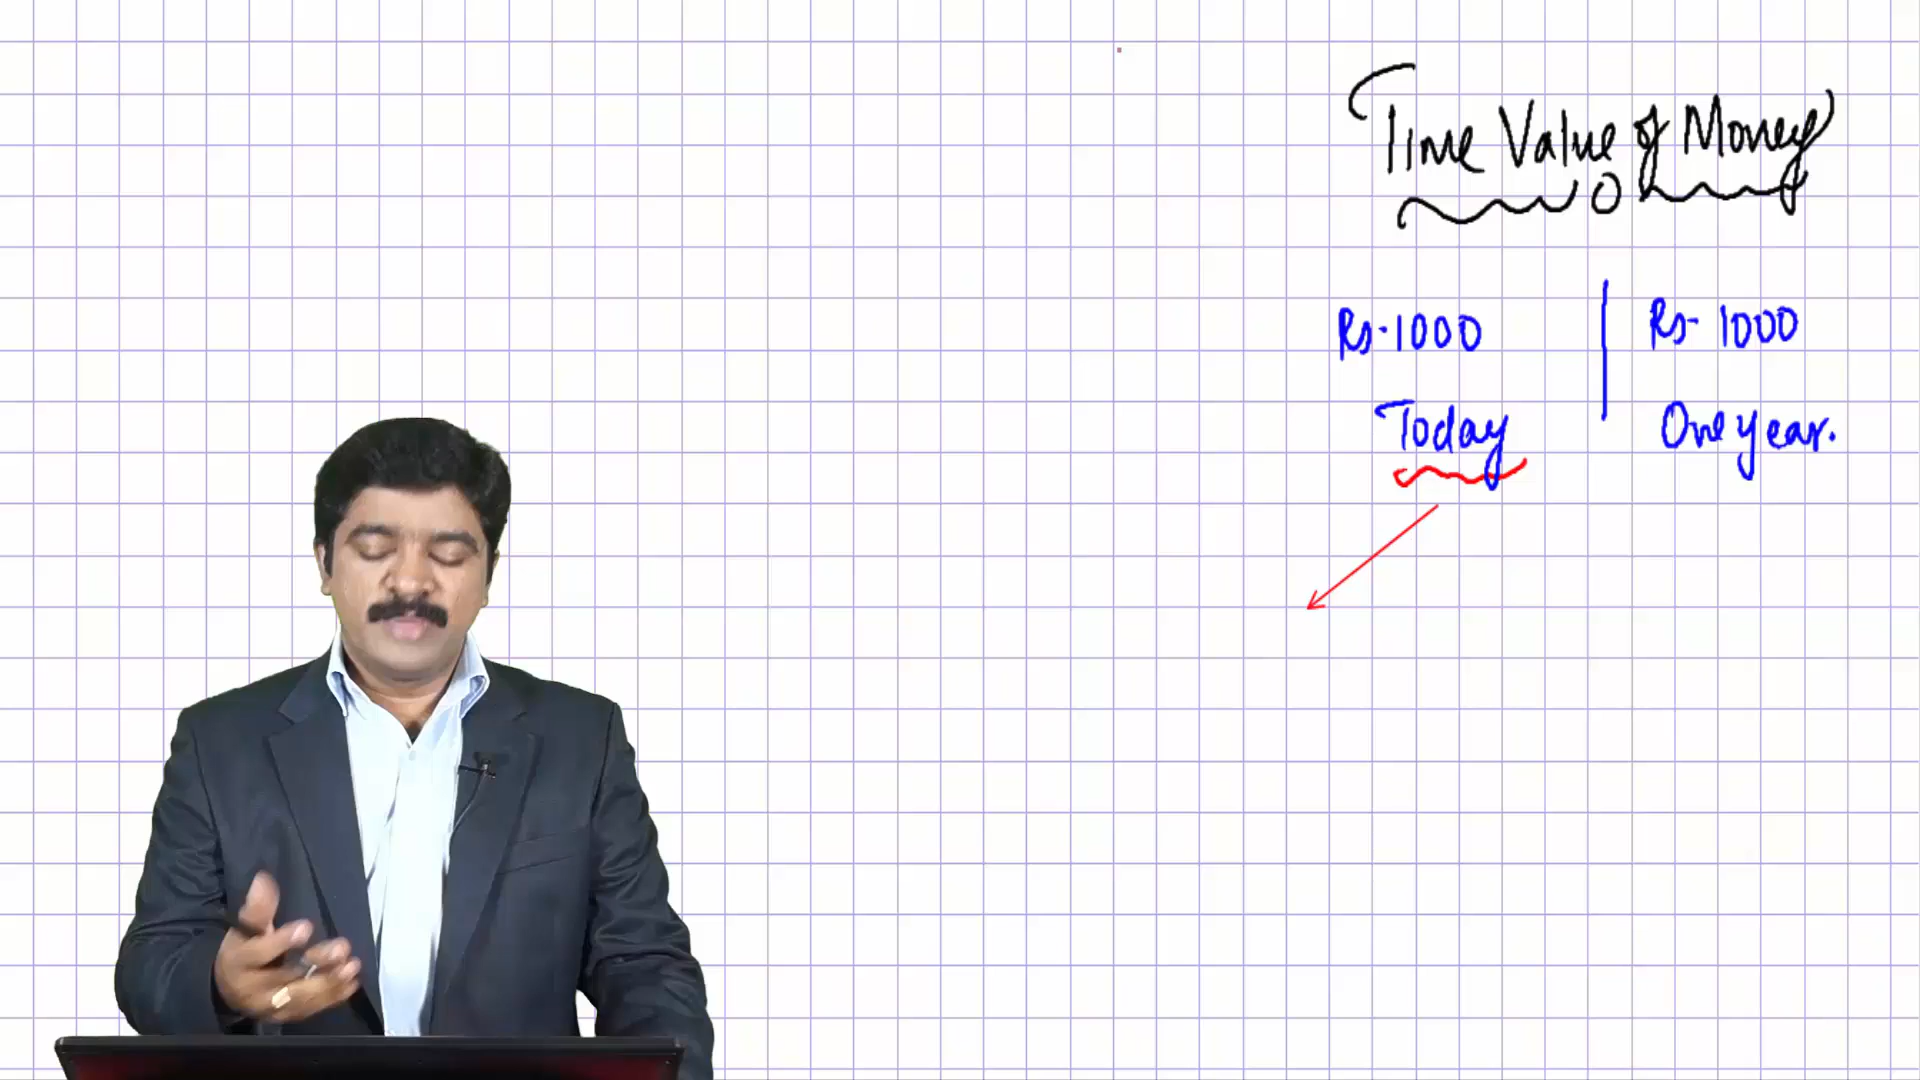 Time Value of Money
Rs. 1000 Rs. 1000
Today One year.